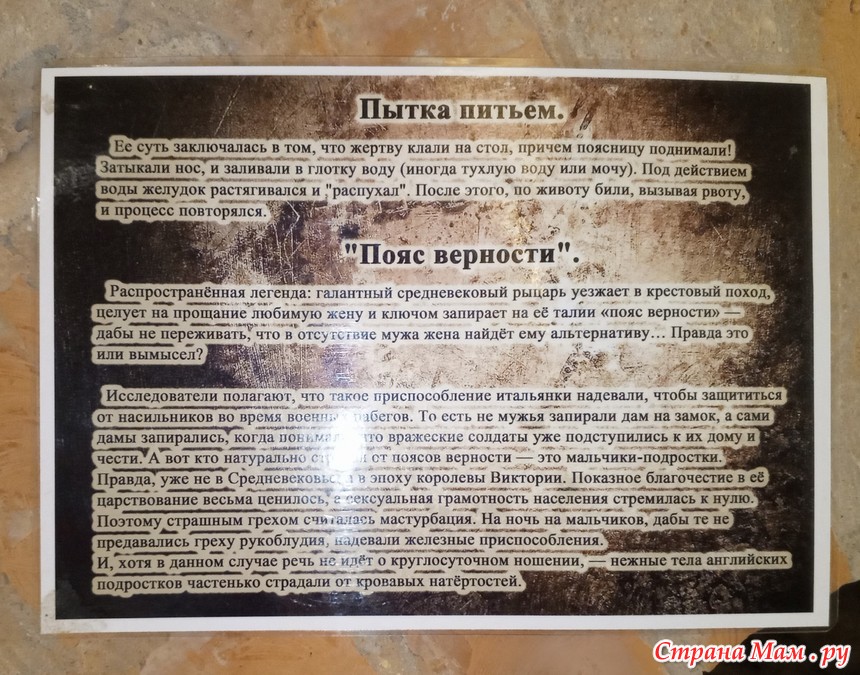 Пытка питьем.
Ее суть заключалась в том, что жертву клали на стол, причем поясницу поднимали!
Затыкали нос, и заливали в глотку воду (иногда тухлую воду или мочу). Под действием
воды желудок растягивался и "распухал". После этого, по животу били, вызывая рвоту,
и процесс повторялся.
"Пояс верности".
Распространённая легенда: галантный средневековый рыцарь уезжает в крестовый поход,
целует на прощание любимую жену и ключом запирает на её талии «пояс верности» —
дабы не переживать, что в отсутствие мужа жена найдёт ему альтернативу… Правда это
или вымысел?
Исследователи полагают, что такое приспособление итальянки надевали, чтобы защититься
от насильников во время военных набегов. То есть не мужья запирали дам на замок, а сами
дамы запирались, когда понимали, что вражеские солдаты уже подступились к их дому и
чести. А вот кто натурально от поясов верности — это мальчики-подростки.
Правда, уже не в Средневековье, а в эпоху королевы Виктории. Показное благочестие в её
царствование весьма ценилось, а сексуальная грамотность населения стремилась к нулю.
Поэтому страшным грехом считалась мастурбация. На ночь на мальчиков, дабы те не
предавались греху рукоблудия, надевали железные приспособления.
И, хотя в данном случае речь не идёт о круглосуточном ношении, — нежные тела английских
подростков частенько страдали от кровавых натёртостей.
Страна Мам.ру